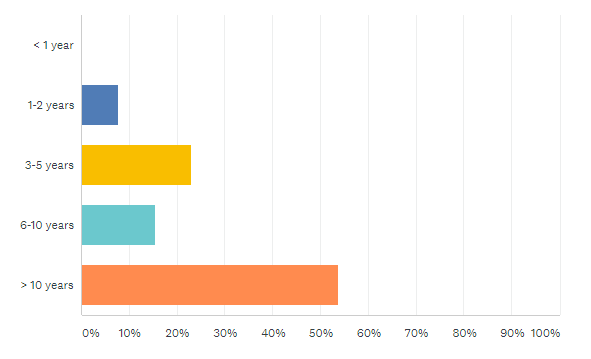 < 1 year
1-2 years
3-5 years
6-10 years
> 10 years
0% 10% 20% 30% 40% 50% 60% 70% 80% 90% 100%